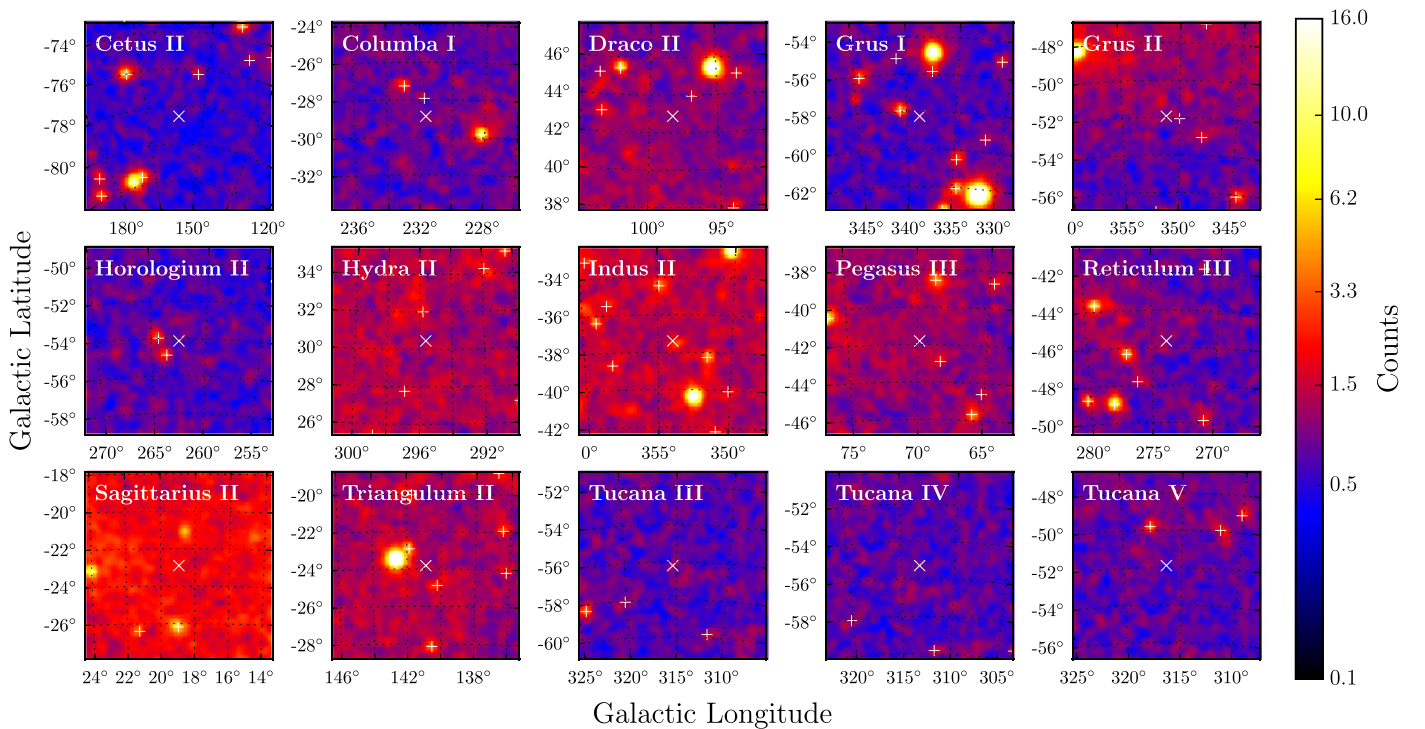 Cetus II
Columba I
Draco II
Grus I
Grus II
-74°
-76°
-78°
-80°
180° 150° 120°
-24°
-26°
-28°
-30°
-32°
236° 232° 228°
46°
44°
42°
40°
38°
100° 95°
-54°
-56°
-58°
-60°
-62°
345° 340° 335° 330°
-48°
-50°
-52°
-54°
-56°
0° 355° 350° 345°
Horologium II
Hydra II
Indus II
Pegasus III
Reticulum III
-50°
-52°
-54°
-56°
-58°
270° 265° 260° 255°
34°
32°
30°
28°
26°
300° 296° 292°
-34°
-36°
-38°
-40°
-42°
0° 355° 350°
-38°
-40°
-42°
-44°
-46°
75° 70° 65°
-42°
-44°
-46°
-48°
-50°
280° 275° 270°
Sagittarius II
Triangulum II
Tucana III
Tucana IV
Tucana V
-18°
-20°
-22°
-23°
-24°
-26°
24° 22° 20° 18° 16° 14°
-20°
-22°
-24°
-26°
-28°
146° 142° 138°
-52°
-54°
-56°
-58°
-60°
325° 320° 315° 310° 305°
-52°
-54°
-56°
-58°
320° 315° 310° 305°
-48°
-50°
-52°
-54°
-56°
325° 320° 315° 310°
Galactic Latitude
Galactic Longitude
16.0
10.0
6.2
3.3
1.5
0.5
0.1
Counts